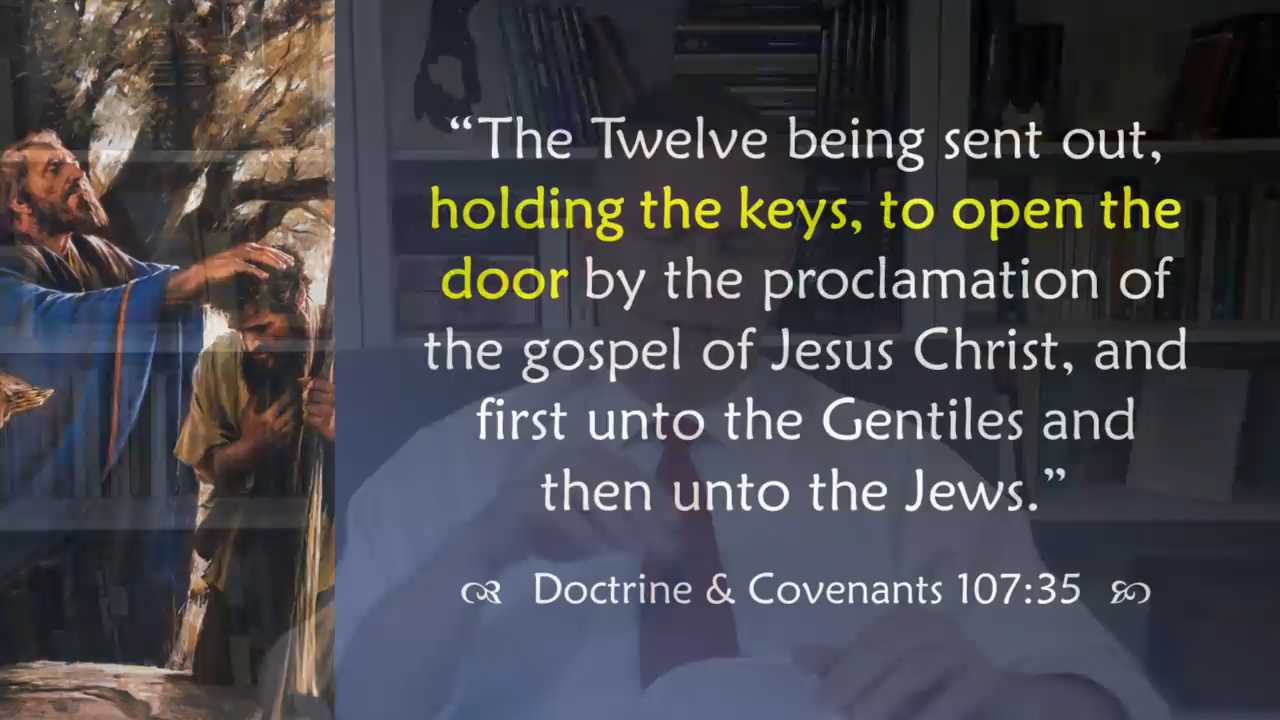 “The Twelve being sent out,
holding the keys, to open the
door by the proclamation of
the gospel of Jesus Christ, and
first unto the Gentiles and
then unto the Jews.”
Doctrine & Covenants 107:35